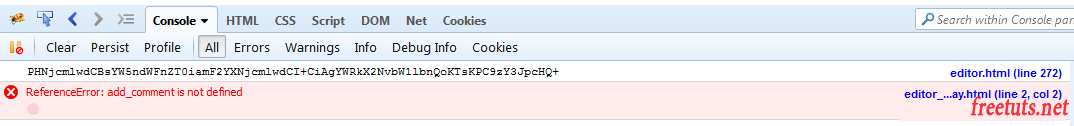 Console HTML CSS Script DOM Net Cookies Search within Console pan
Clear Persist Profile All Errors Warnings Info Debug Info Cookies
PHNjcmlwdCBsYW5ndWFnZT0iamF2YXNjcmlwdCI+CiAgYWRkX2NvbW1lbnQoKTsKPC9zY3JpcHQ+ editor.html (line 272)
ReferenceError: add_comment is not defined editor_...ay.html (line 2, col 2)
freetuts.net